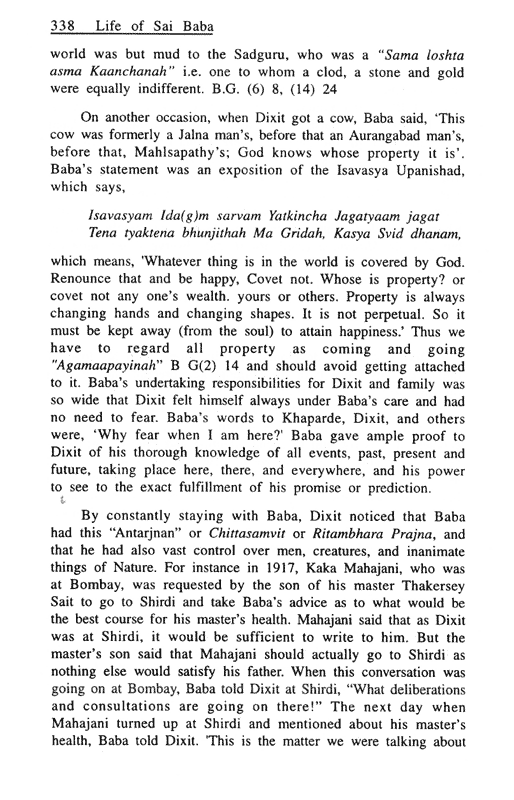 338 Life of Sai Baba
world was but mud to the Sadguru, who was a “Sama loshta
asma Kaanchanah” i.e. one to whom a clod, a stone and gold
were equally indifferent. B.G. (6) 8, (14) 24
On another occasion, when Dixit got a cow, Baba said, ‘This
cow was formerly a Jalna man’s, before that an Aurangabad man’s,
before that, Mahlsapathy’s; God knows whose property it is’.
Baba’s statement was an exposition of the Isavasya Upanishad,
which says,
Isavasyam Ida(g)m sarvam Yatkincha Jagatyaam jagat
Tena tyaktena bhunjithah Ma Gridah, Kasya Svid dhanam,
which means, 'Whatever thing is in the world is covered by God.
Renounce that and be happy, Covet not. Whose is property? or
covet not any one’s wealth. yours or others. Property is always
changing hands and changing shapes. It is not perpetual. So it
must be kept away (from the soul) to attain happiness.’ Thus we
have to regard all property as coming and going
"Agamaapayinah” B G(2) 14 and should avoid getting attached
to it. Baba’s undertaking responsibilities for Dixit and family was
so wide that Dixit felt himself always under Baba’s care and had
no need to fear. Baba’s words to Khaparde, Dixit, and others
were, ‘Why fear when I am here?' Baba gave ample proof to
Dixit of his thorough knowledge of all events, past, present and
future, taking place here, there, and everywhere, and his power
to see to the exact fulfillment of his promise or prediction.
By constantly staying with Baba, Dixit noticed that Baba
had this “Antarjnan” or Chittasamvit or Ritambhara Prajna, and
that he had also vast control over men, creatures, and inanimate
things of Nature. For instance in 1917, Kaka Mahajani, who was
at Bombay, was requested by the son of his master Thakersey
Sait to go to Shirdi and take Baba’s advice as to what would be
the best course for his master’s health. Mahajani said that as Dixit
was at Shirdi, it would be sufficient to write to him. But the
master’s son said that Mahajani should actually go to Shirdi as
nothing else would satisfy his father. When this conversation was
going on at Bombay, Baba told Dixit at Shirdi, “What deliberations
and consultations are going on there!” The next day when
Mahajani turned up at Shirdi and mentioned about his master’s
health, Baba told Dixit. 'This is the matter we were talking about